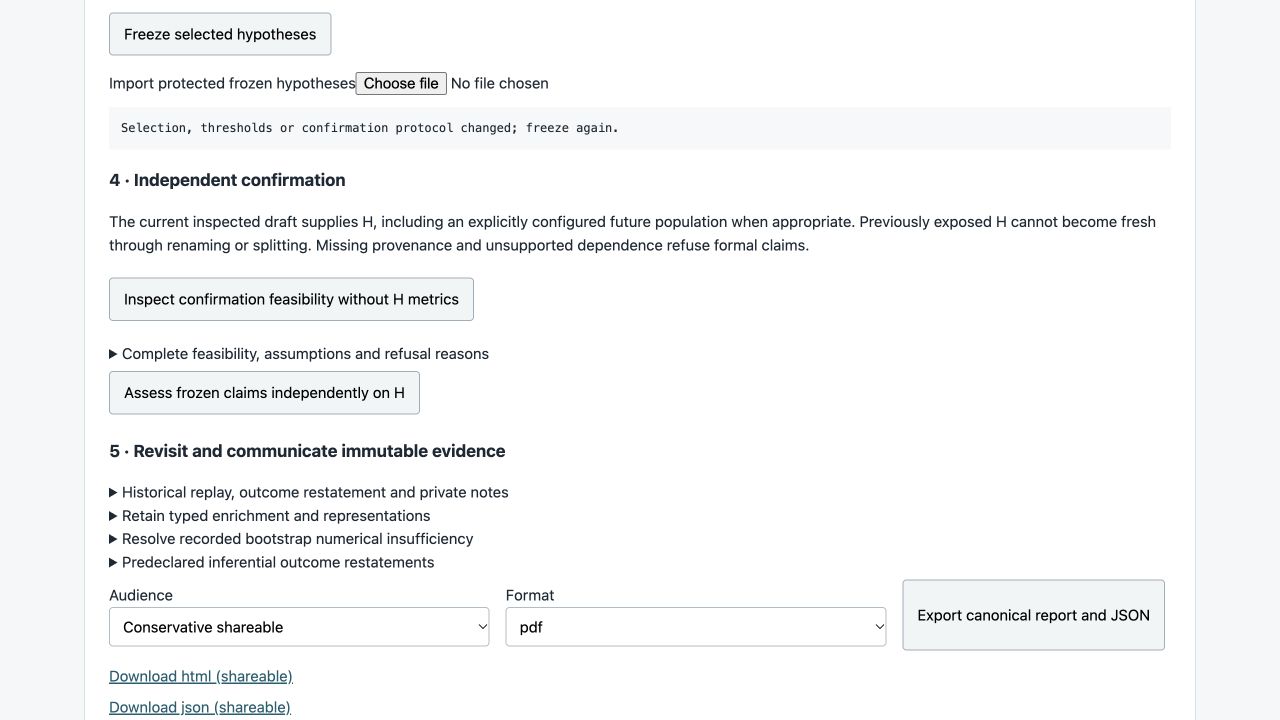 Freeze selected hypotheses
Import protected frozen hypotheses Choose file No file chosen
Selection, thresholds or confirmation protocol changed; freeze again.
4 · Independent confirmation
The current inspected draft supplies H, including an explicitly configured future population when appropriate. Previously exposed H cannot become fresh
through renaming or splitting. Missing provenance and unsupported dependence refuse formal claims.
Inspect confirmation feasibility without H metrics
▶ Complete feasibility, assumptions and refusal reasons
Assess frozen claims independently on H
5 · Revisit and communicate immutable evidence
▶ Historical replay, outcome restatement and private notes
▶ Retain typed enrichment and representations
▶ Resolve recorded bootstrap numerical insufficiency
▶ Predeclared inferential outcome restatements
Audience Format
Conservative shareable pdf Export canonical report and JSON
Download html (shareable)
Download json (shareable)